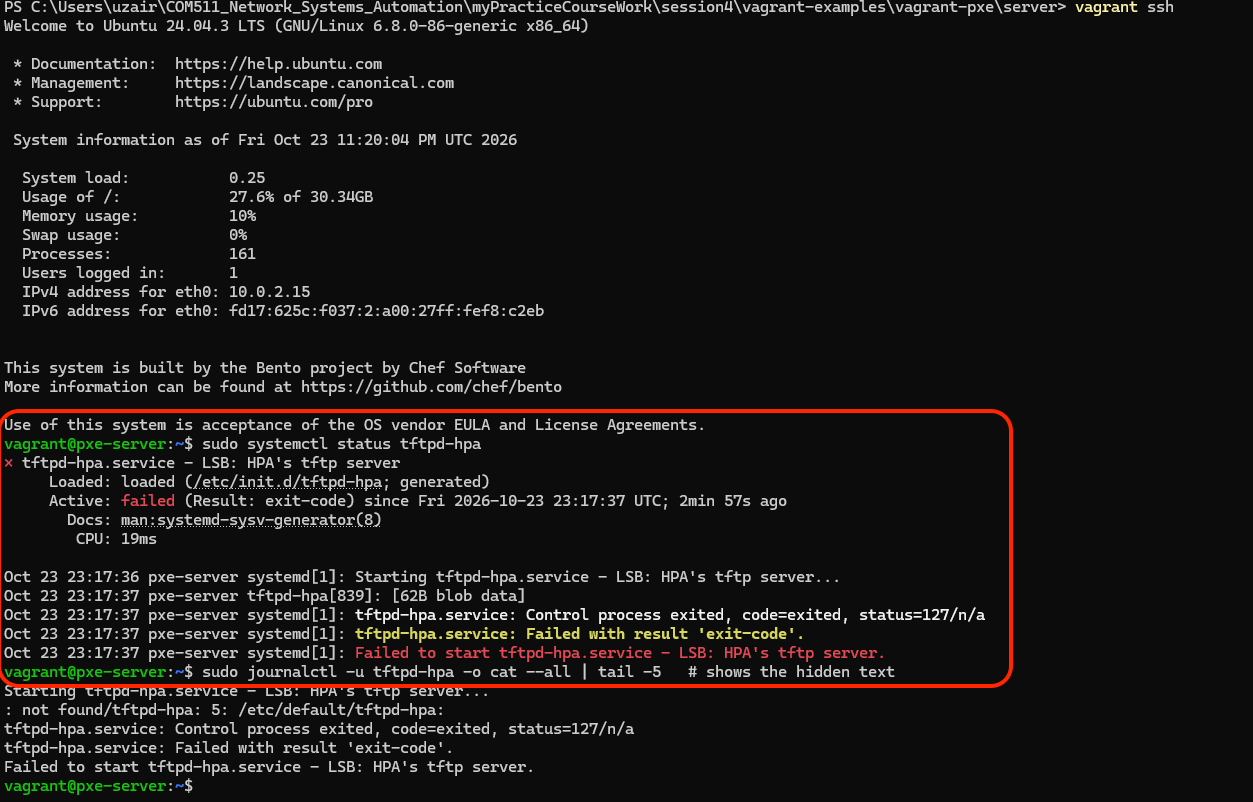 PS C:\Users\uzair\COM511_Network_Systems_Automation\myPracticeCourseWork\session4\vagrant-examples\vagrant-pxe\server> vagrant ssh
Welcome to Ubuntu 24.04.3 LTS (GNU/Linux 6.8.0-86-generic x86_64)
* Documentation:  https://help.ubuntu.com
* Management:     https://landscape.canonical.com
* Support:        https://ubuntu.com/pro
System information as of Fri Oct 23 11:20:04 PM UTC 2026
System load:           0.25
Usage of /:            27.6% of 30.34GB
Memory usage:          10%
Swap usage:            0%
Processes:             161
Users logged in:       1
IPv4 address for eth0: 10.0.2.15
IPv6 address for eth0: fd17:625c:f037:2:a00:27ff:fef8:c2eb
This system is built by the Bento project by Chef Software
More information can be found at https://github.com/chef/bento
Use of this system is acceptance of the OS vendor EULA and License Agreements.
vagrant@pxe-server:~$ sudo systemctl status tftpd-hpa
× tftpd-hpa.service - LSB: HPA's tftp server
Loaded: loaded (/etc/init.d/tftpd-hpa; generated)
Active: failed (Result: exit-code) since Fri 2026-10-23 23:17:37 UTC; 2min 57s ago
Docs: man:systemd-sysv-generator(8)
CPU: 19ms
Oct 23 23:17:36 pxe-server systemd[1]: Starting tftpd-hpa.service - LSB: HPA's tftp server...
Oct 23 23:17:37 pxe-server tftpd-hpa[839]: [62B blob data]
Oct 23 23:17:37 pxe-server systemd[1]: tftpd-hpa.service: Control process exited, code=exited, status=127/n/a
Oct 23 23:17:37 pxe-server systemd[1]: tftpd-hpa.service: Failed with result 'exit-code'.
Oct 23 23:17:37 pxe-server systemd[1]: Failed to start tftpd-hpa.service - LSB: HPA's tftp server.
vagrant@pxe-server:~$ sudo journalctl -u tftpd-hpa -o cat --all | tail -5   # shows the hidden text
Starting tftpd-hpa.service - LSB: HPA's tftp server...
: not found/tftpd-hpa: 5: /etc/default/tftpd-hpa:
tftpd-hpa.service: Control process exited, code=exited, status=127/n/a
tftpd-hpa.service: Failed with result 'exit-code'.
Failed to start tftpd-hpa.service - LSB: HPA's tftp server.
vagrant@pxe-server:~$